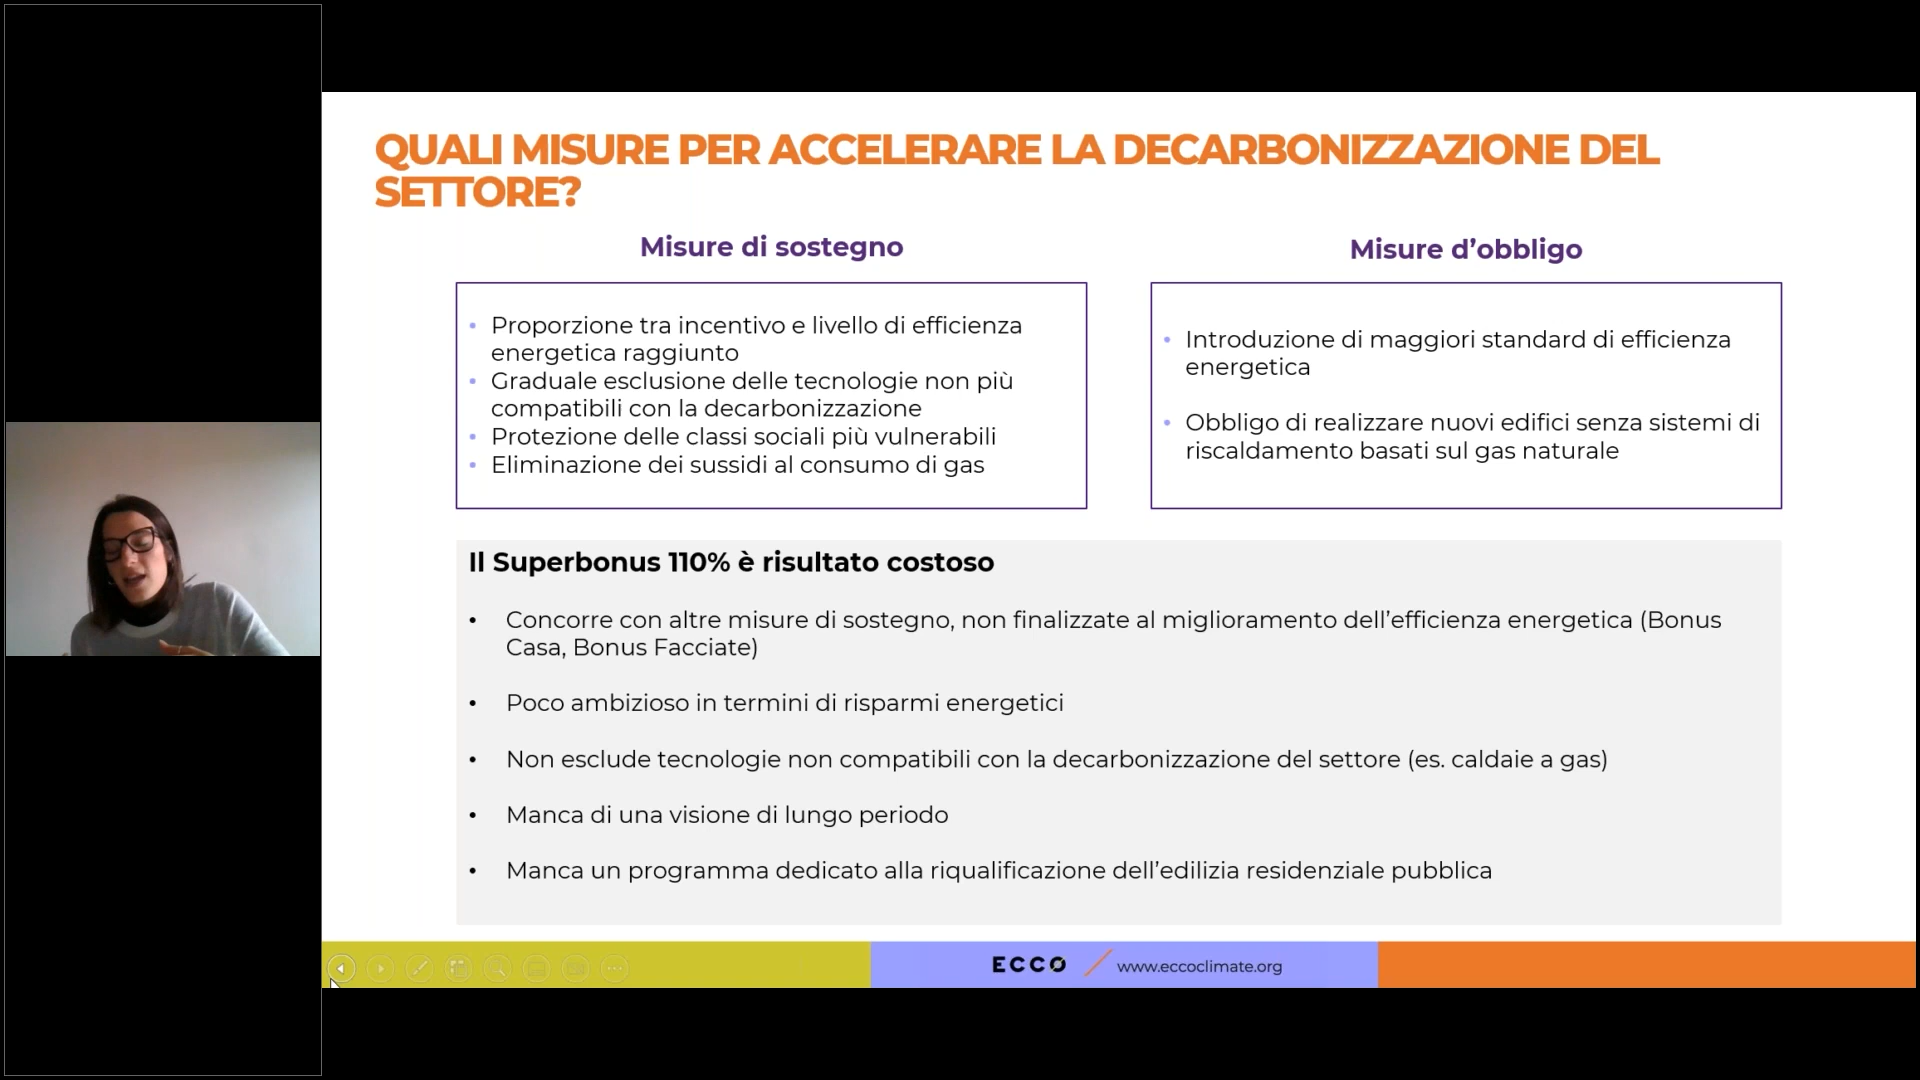 QUALI MISURE PER ACCELERARE LA DECARBONIZZAZIONE DEL
SETTORE?
Misure di sostegno
• Proporzione tra incentivo e livello di efficienza
energetica raggiunto
• Graduale esclusione delle tecnologie non più
compatibili con la decarbonizzazione
• Protezione delle classi sociali più vulnerabili
• Eliminazione dei sussidi al consumo di gas
Misure d’obbligo
• Introduzione di maggiori standard di efficienza
energetica
• Obbligo di realizzare nuovi edifici senza sistemi di
riscaldamento basati sul gas naturale
Il Superbonus 110% è risultato costoso
• Concorre con altre misure di sostegno, non finalizzate al miglioramento dell’efficienza energetica (Bonus
Casa, Bonus Facciate)
• Poco ambizioso in termini di risparmi energetici
• Non esclude tecnologie non compatibili con la decarbonizzazione del settore (es. caldaie a gas)
• Manca di una visione di lungo periodo
• Manca un programma dedicato alla riqualificazione dell’edilizia residenziale pubblica
ECCO www.eccoclimate.org